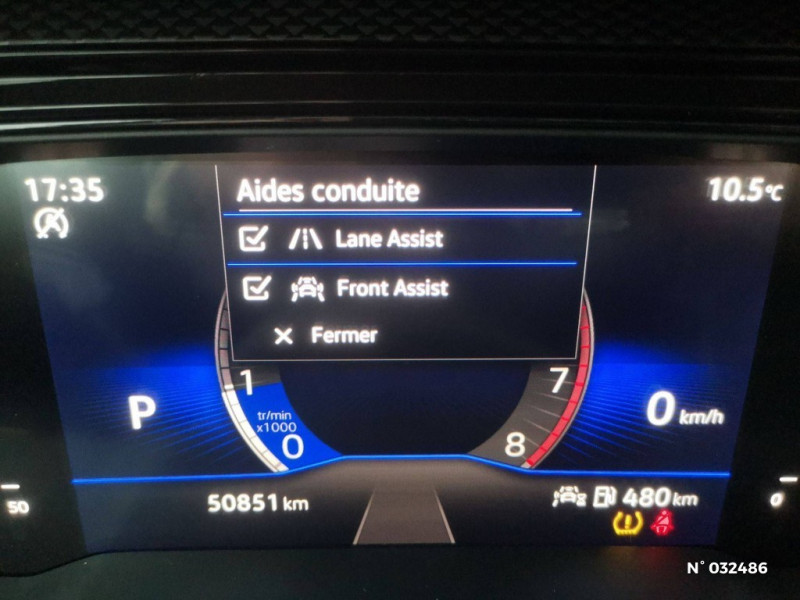 17:35
Aides conduite
10.5°C
Lane Assist
Front Assist
Fermer
1
7
P
tr/min
x1000
0
8
0 km/h
50851 km
480 km
50
0
N° 032486